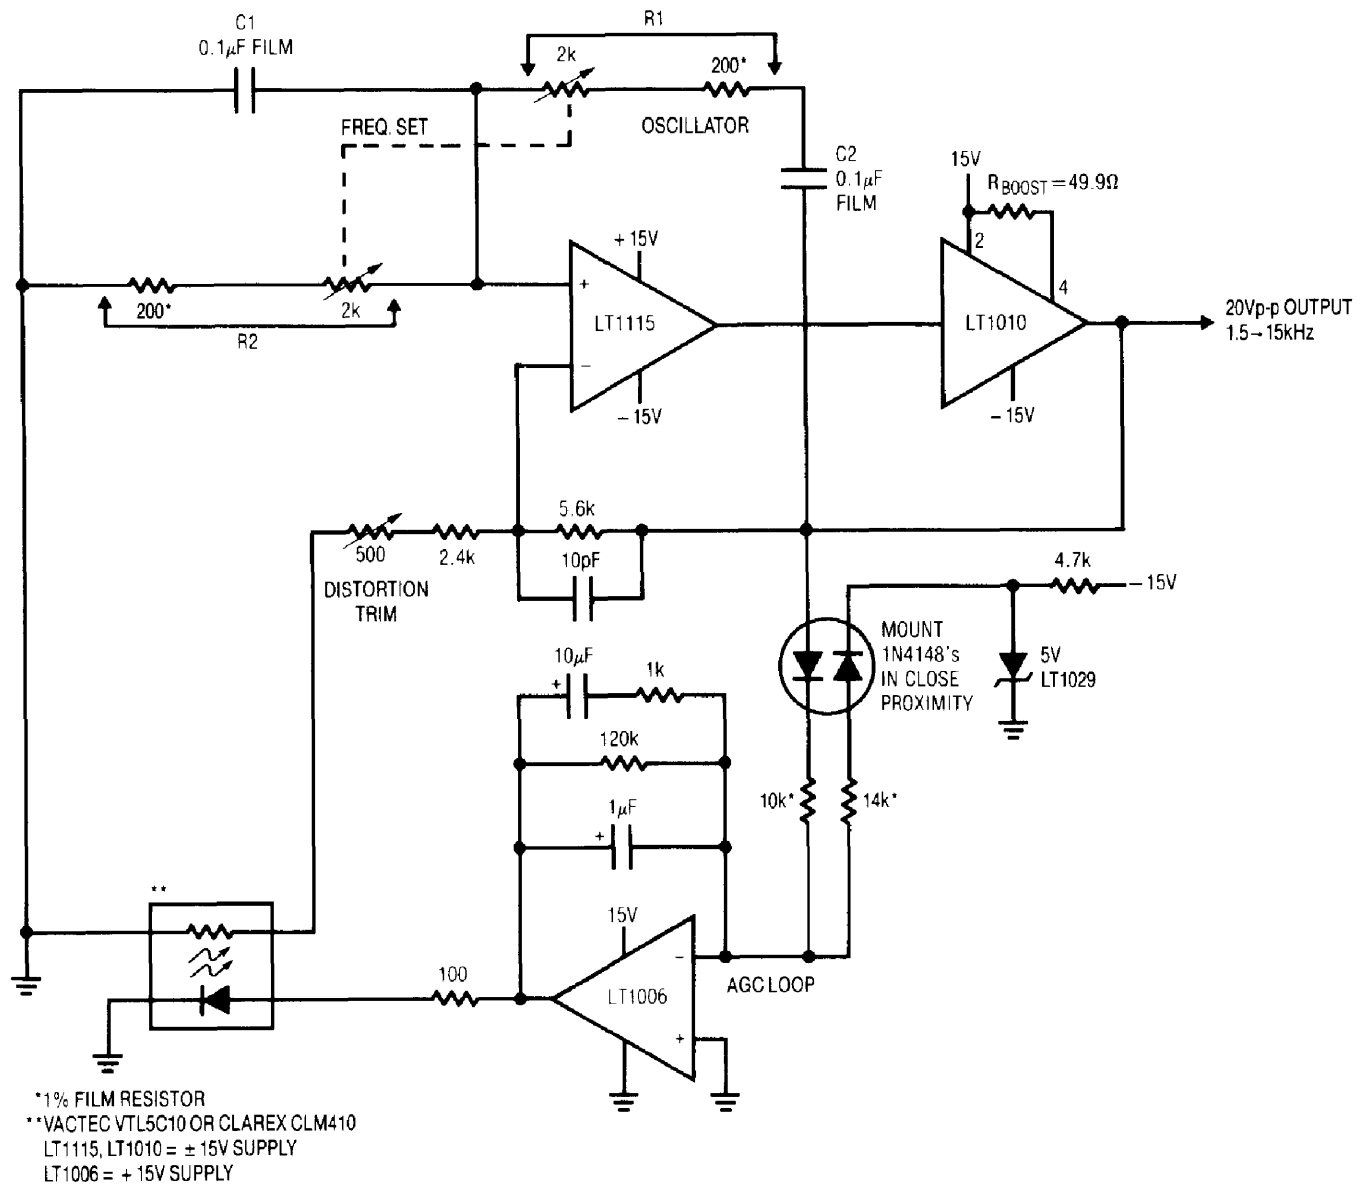 C1
0.1μF FILM
R1
2k
200*
OSCILLATOR
FREQ. SET
C2
0.1μF
FILM
15V
R BOOST = 49.9Ω
2
4
200*
2k
R2
+
+15V
LT1115
−
−15V
LT1010
−15V
20Vp-p OUTPUT
1.5→15kHz
5.6k
500
2.4k
10pF
DISTORTION
TRIM
4.7k
−15V
MOUNT
1N4148's
IN CLOSE
PROXIMITY
5V
LT1029
+
10μF
1k
120k
10k*
14k*
+
1μF
**
15V
−
AGC LOOP
100
LT1006
+
*1% FILM RESISTOR
**VACTEC VTL5C10 OR CLAREX CLM410
LT1115, LT1010 = ±15V SUPPLY
LT1006 = +15V SUPPLY